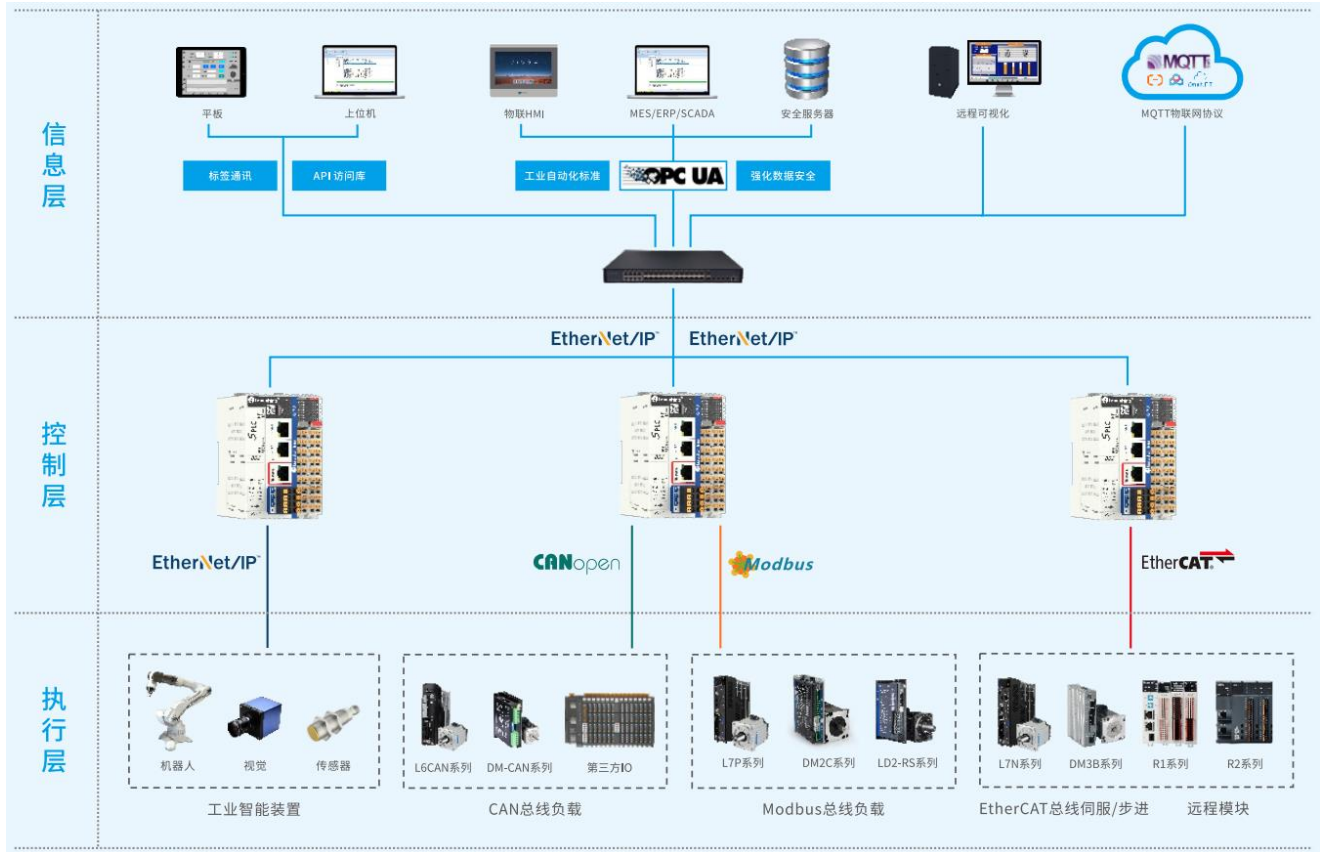 信息层
平板
上位机
物联HMI
MES/ERP/SCADA
安全服务器
远程可视化
MQTT
MQTT物联网协议
标签通讯
API 访问库
工业自动化标准
OPC UA
强化数据安全
控制层
EtherNet/IP™
EtherNet/IP™
SPLC
SPLC
SPLC
EtherNet/IP™
CANopen
Modbus
EtherCAT
执行层
机器人
视觉
传感器
L6CAN系列
DM-CAN系列
第三方IO
L7P系列
DM2C系列
LD2-RS系列
L7N系列
DM3B系列
R1系列
R2系列
工业智能装置
CAN总线负载
Modbus总线负载
EtherCAT总线伺服/步进
远程模块